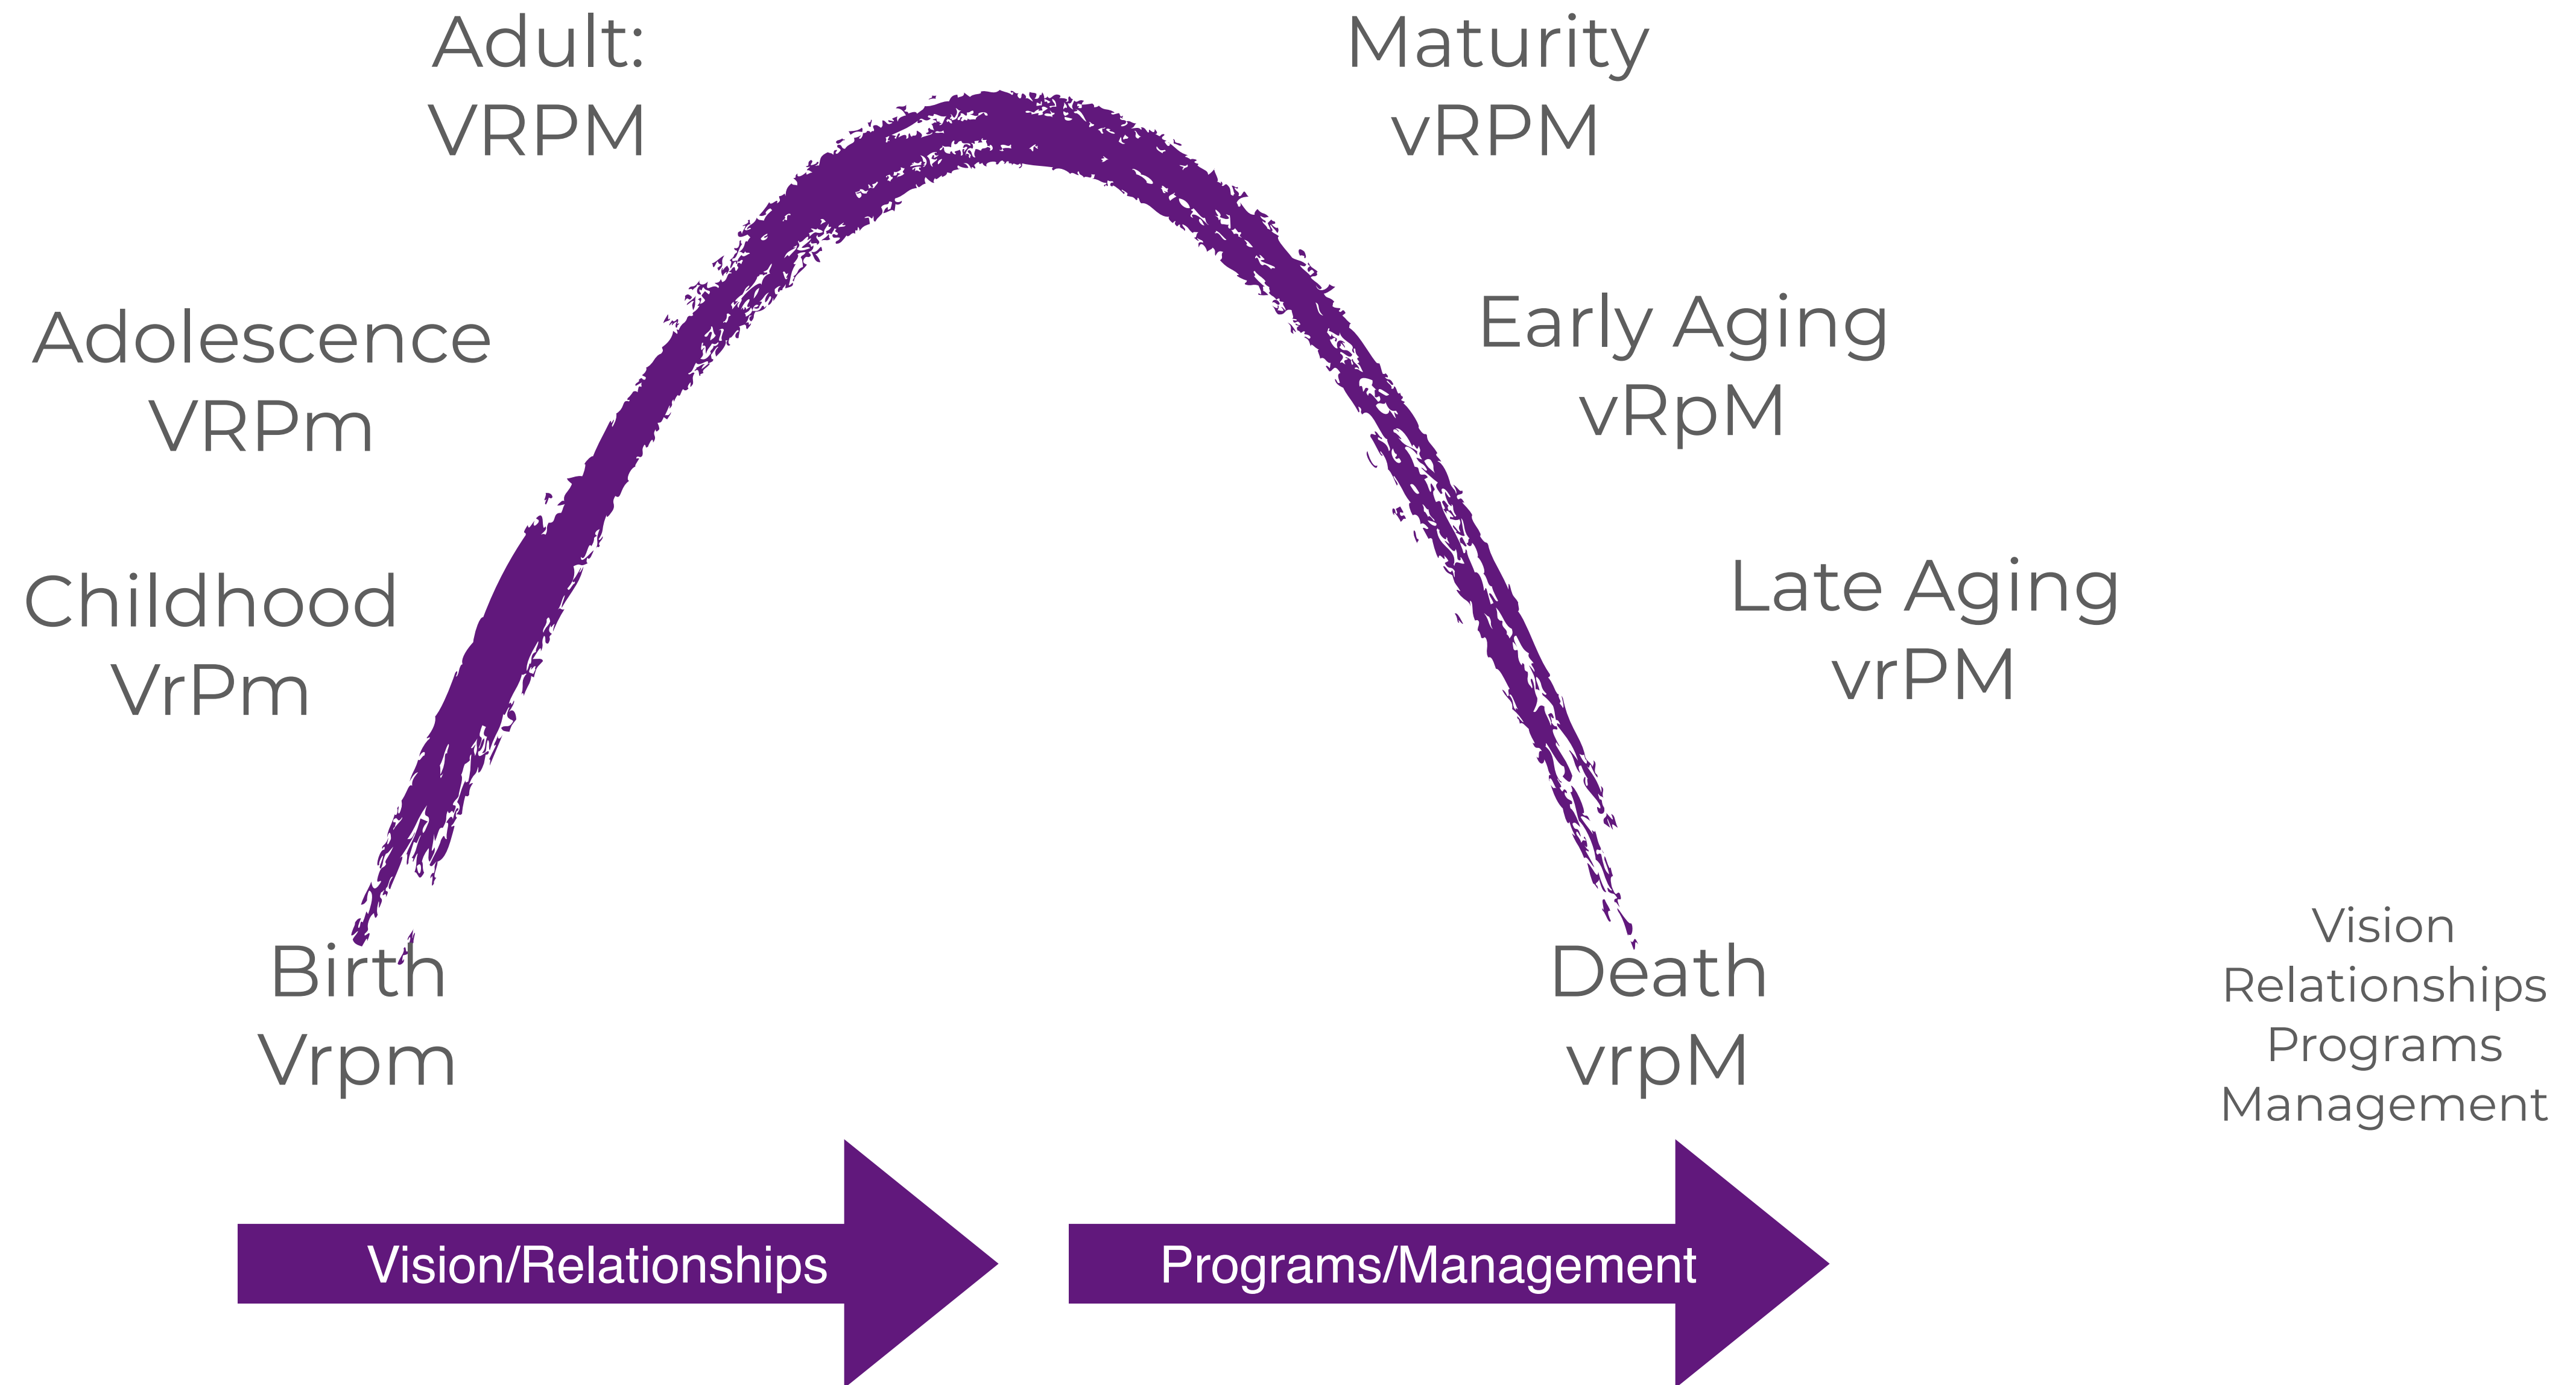 Adult:
VRPM
Maturity
vRPM
Adolescence
VRPm
Early Aging
vRpM
Childhood
VrPm
Late Aging
vrPM
Birth
Vrpm
Death
vrpM
Vision
Relationships
Programs
Management
Vision/Relationships
Programs/Management